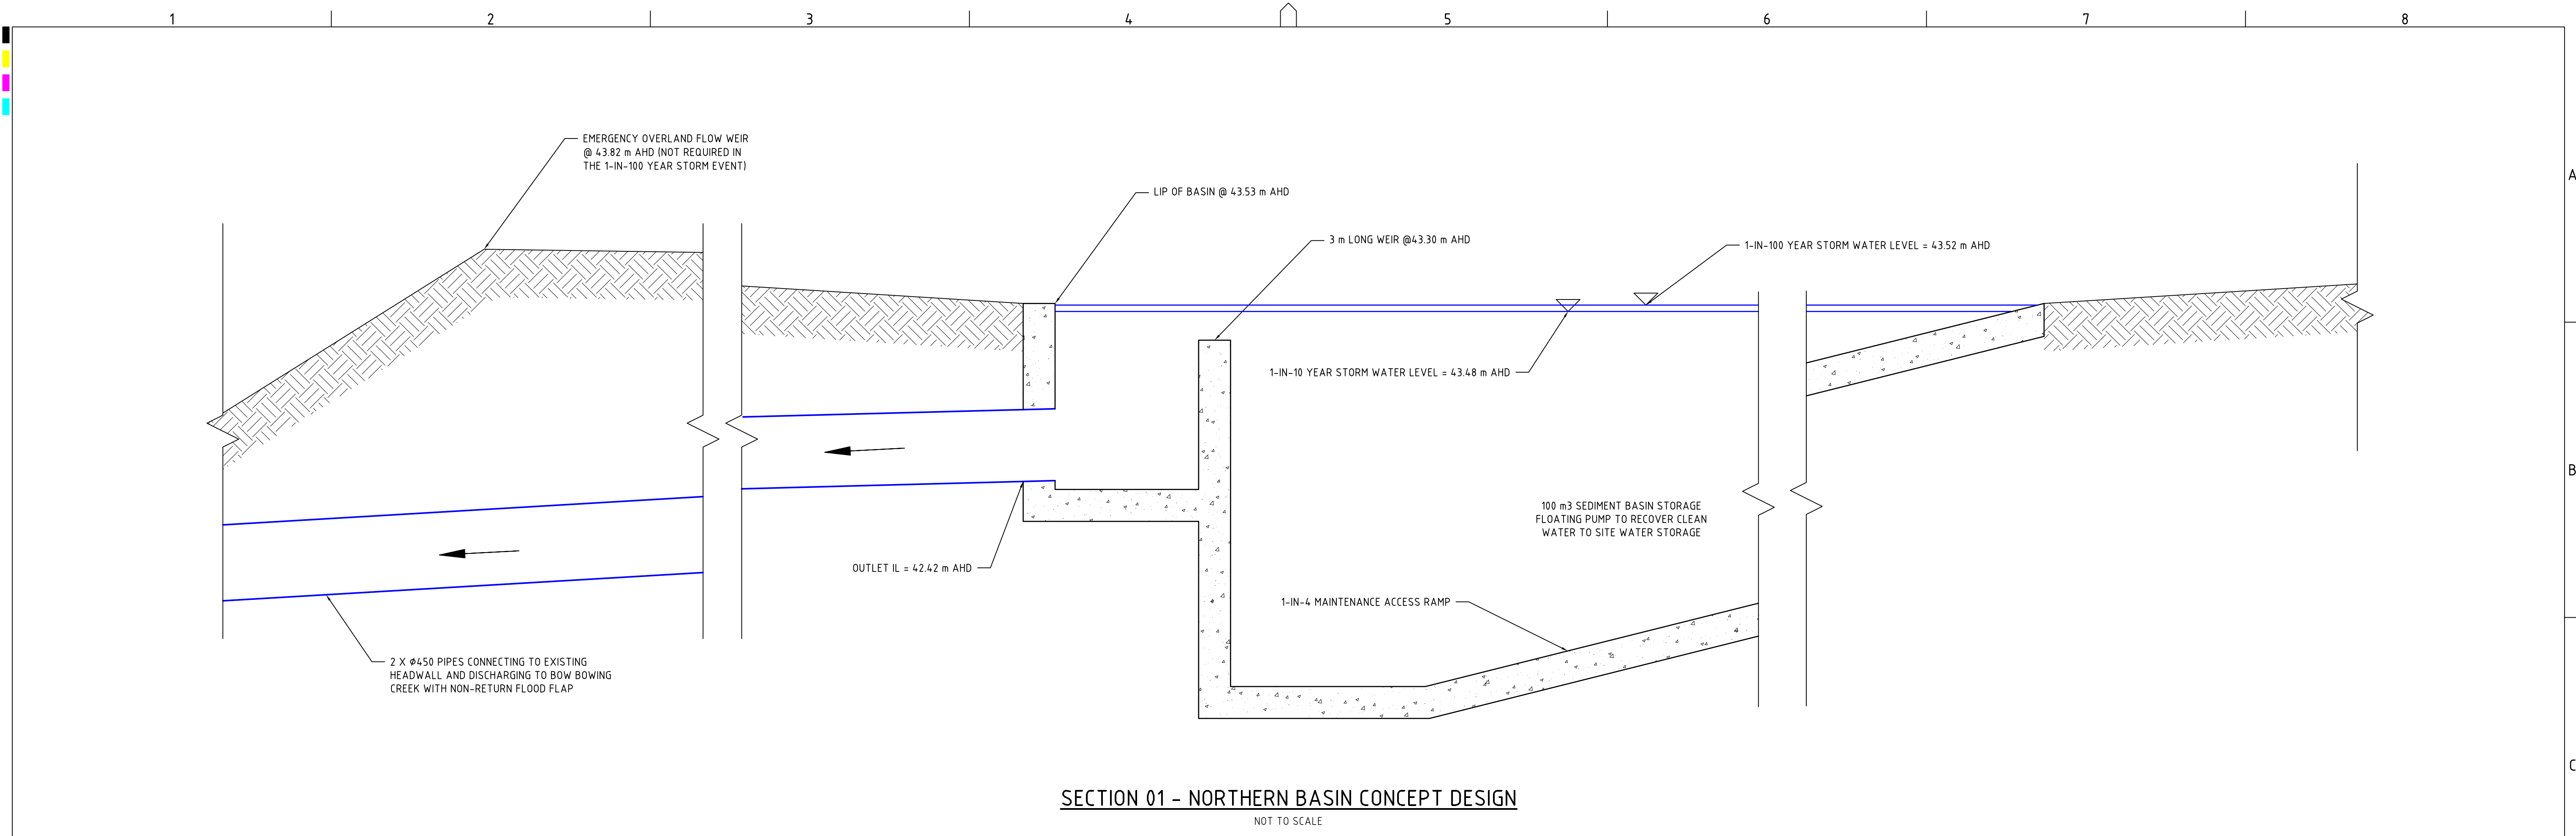 1 2 3 4 5 6 7 8
EMERGENCY OVERLAND FLOW WEIR
@ 43.82 m AHD (NOT REQUIRED IN
THE 1-IN-100 YEAR STORM EVENT)
A
LIP OF BASIN @ 43.53 m AHD
3 m LONG WEIR @43.30 m AHD
1-IN-100 YEAR STORM WATER LEVEL = 43.52 m AHD
1-IN-10 YEAR STORM WATER LEVEL = 43.48 m AHD
B
100 m3 SEDIMENT BASIN STORAGE
FLOATING PUMP TO RECOVER CLEAN
WATER TO SITE WATER STORAGE
OUTLET IL = 42.42 m AHD
1-IN-4 MAINTENANCE ACCESS RAMP
2 X Ø450 PIPES CONNECTING TO EXISTING
HEADWALL AND DISCHARGING TO BOW BOWING
CREEK WITH NON-RETURN FLOOD FLAP
C
SECTION 01 - NORTHERN BASIN CONCEPT DESIGN
NOT TO SCALE